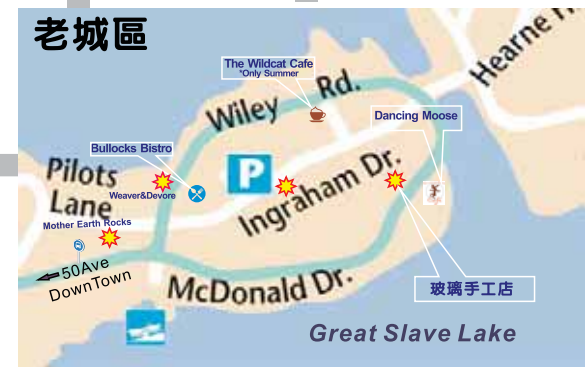 老城區
Hearne H
The Wildcat Cafe
*Only Summer
Wiley Rd.
Dancing Moose
Bullocks Bistro
P
Pilots
Lane
Weaver&Devore
Ingraham Dr.
Mother Earth Rocks
50Ave
DownTown
McDonald Dr.
玻璃手工店
Great Slave Lake